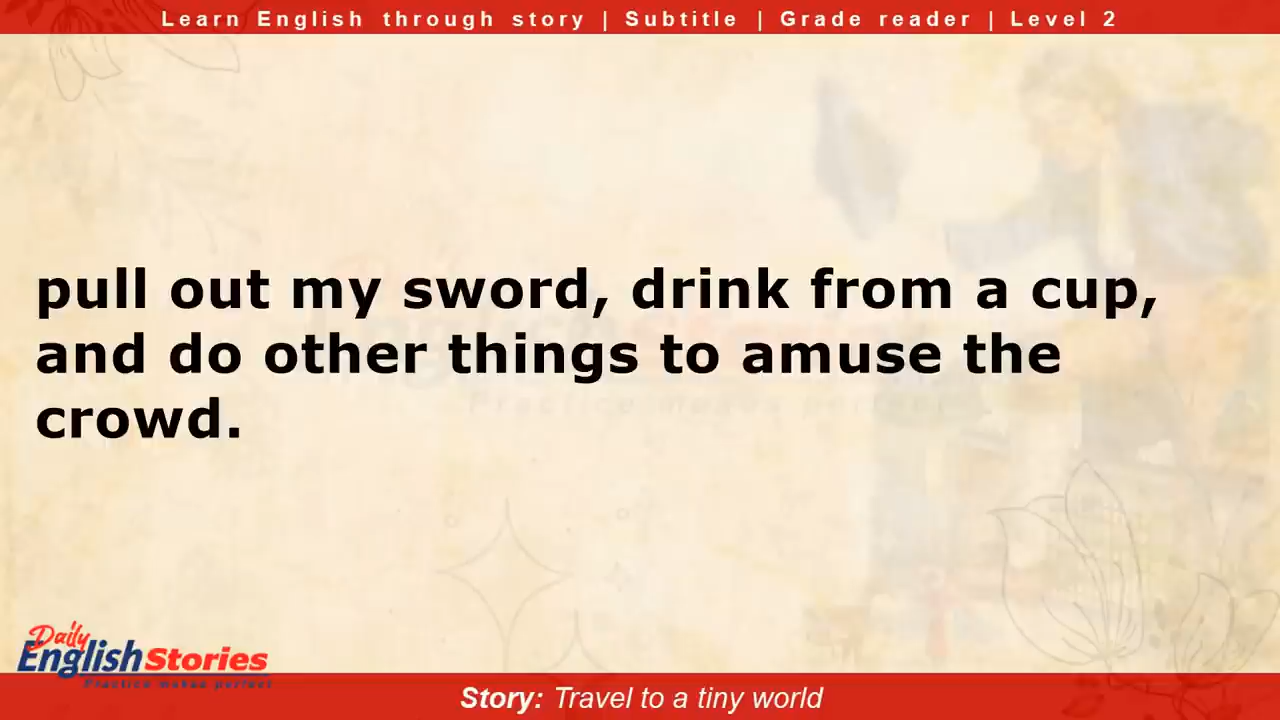 Learn English through story | Subtitle | Grade reader | Level 2
pull out my sword, drink from a cup,
and do other things to amuse the
crowd.
Daily
English Stories
Practice makes perfect
Story: Travel to a tiny world